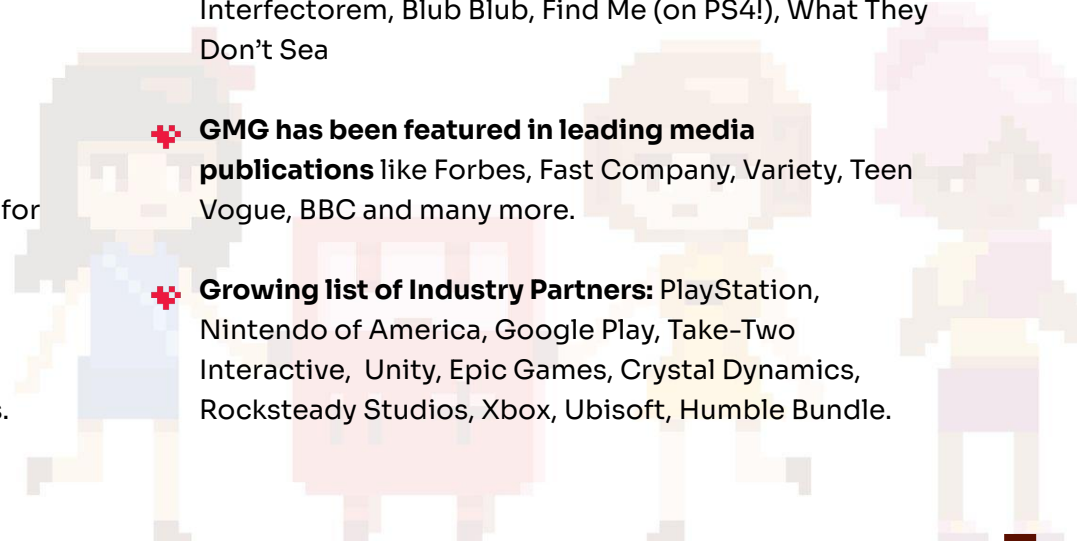 Interfectorem, Blub Blub, Find Me (on PS4!), What They
Don’t Sea
GMG has been featured in leading media
publications like Forbes, Fast Company, Variety, Teen
for
Vogue, BBC and many more.
Growing list of Industry Partners: PlayStation,
Nintendo of America, Google Play, Take-Two
Interactive,  Unity, Epic Games, Crystal Dynamics,
Rocksteady Studios, Xbox, Ubisoft, Humble Bundle.